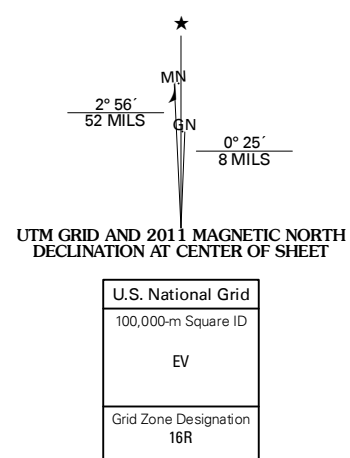 ★
MN
2° 56´
52 MILS
GN
0° 25´
8 MILS
UTM GRID AND 2011 MAGNETIC NORTH
DECLINATION AT CENTER OF SHEET
U.S. National Grid
100,000-m Square ID
EV
Grid Zone Designation
16R